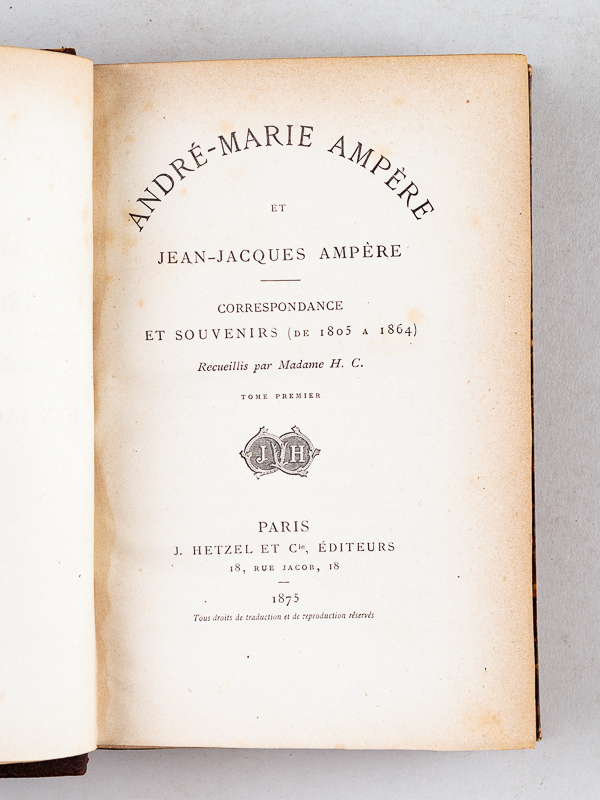 ANDRÉ-MARIE AMPÈRE
ET
JEAN-JACQUES AMPÈRE
CORRESPONDANCE
ET SOUVENIRS (DE 1805 A 1864)
Recueillis par Madame H. C.
TOME PREMIER
J H
PARIS
J. HETZEL ET Cie, ÉDITEURS
18, RUE JACOB, 18
1875
Tous droits de traduction et de reproduction réservés